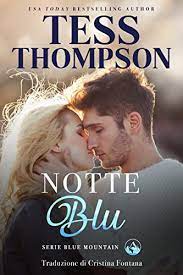 USA TODAY BESTSELLING AUTHOR
TESS
THOMPSON
NOTTE
Blu
SERIE BLUE MOUNTAIN
Traduzione di Cristina Fontana